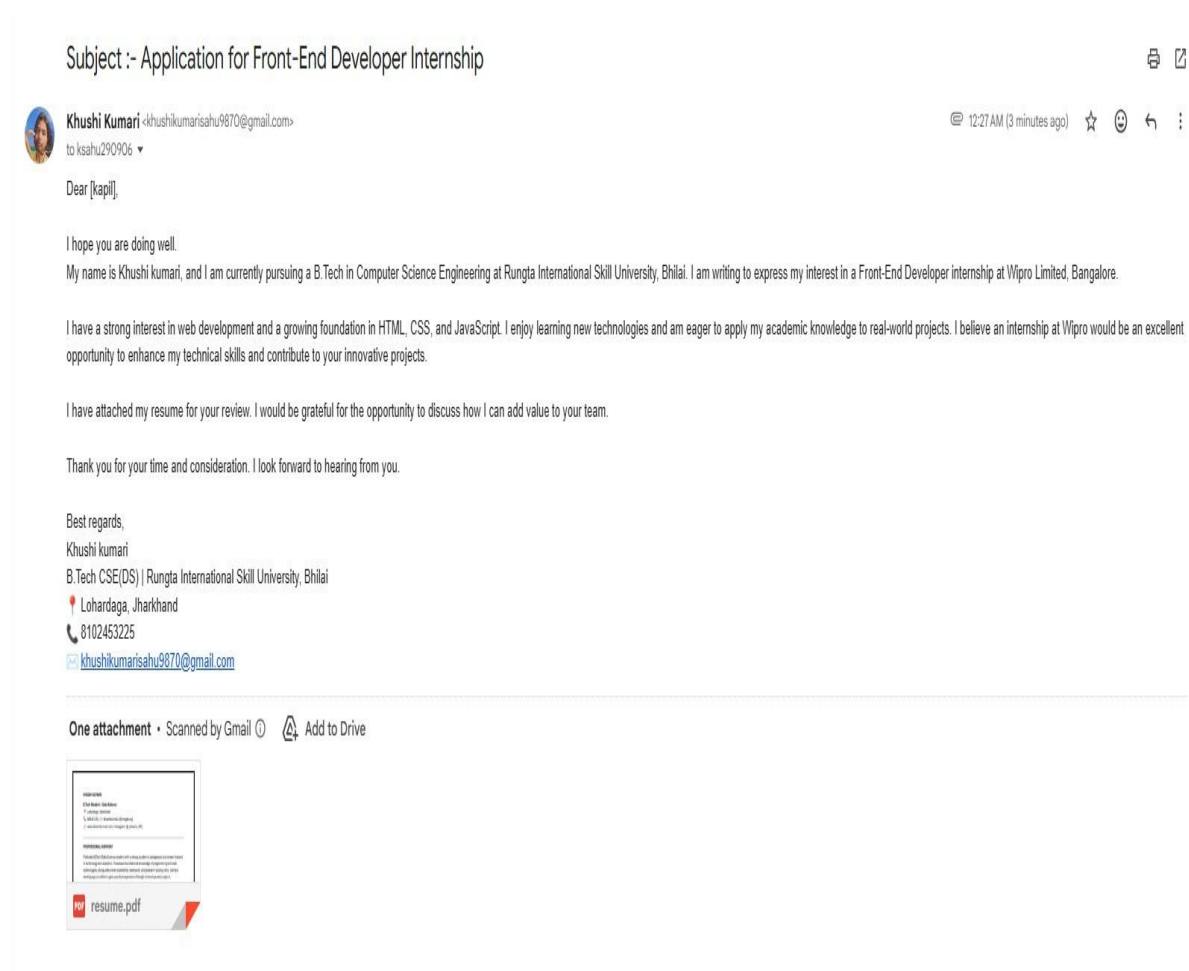 Subject :- Application for Front-End Developer Internship
Khushi Kumari <khushikumarisahu9870@gmail.com>
12:27 AM (3 minutes ago)
to ksahu290906
Dear [kapil],
I hope you are doing well.
My name is Khushi kumari, and I am currently pursuing a B.Tech in Computer Science Engineering at Rungta International Skill University, Bhilai. I am writing to express my interest in a Front-End Developer internship at Wipro Limited, Bangalore.
I have a strong interest in web development and a growing foundation in HTML, CSS, and JavaScript. I enjoy learning new technologies and am eager to apply my academic knowledge to real-world projects. I believe an internship at Wipro would be an excellent
opportunity to enhance my technical skills and contribute to your innovative projects.
I have attached my resume for your review. I would be grateful for the opportunity to discuss how I can add value to your team.
Thank you for your time and consideration. I look forward to hearing from you.
Best regards,
Khushi kumari
B.Tech CSE(DS) | Rungta International Skill University, Bhilai
📍 Lohardaga, Jharkhand
📞 8102453225
✉️ khushikumarisahu9870@gmail.com
One attachment • Scanned by Gmail
Add to Drive
PROFESSIONAL SUMMARY
PDF resume.pdf